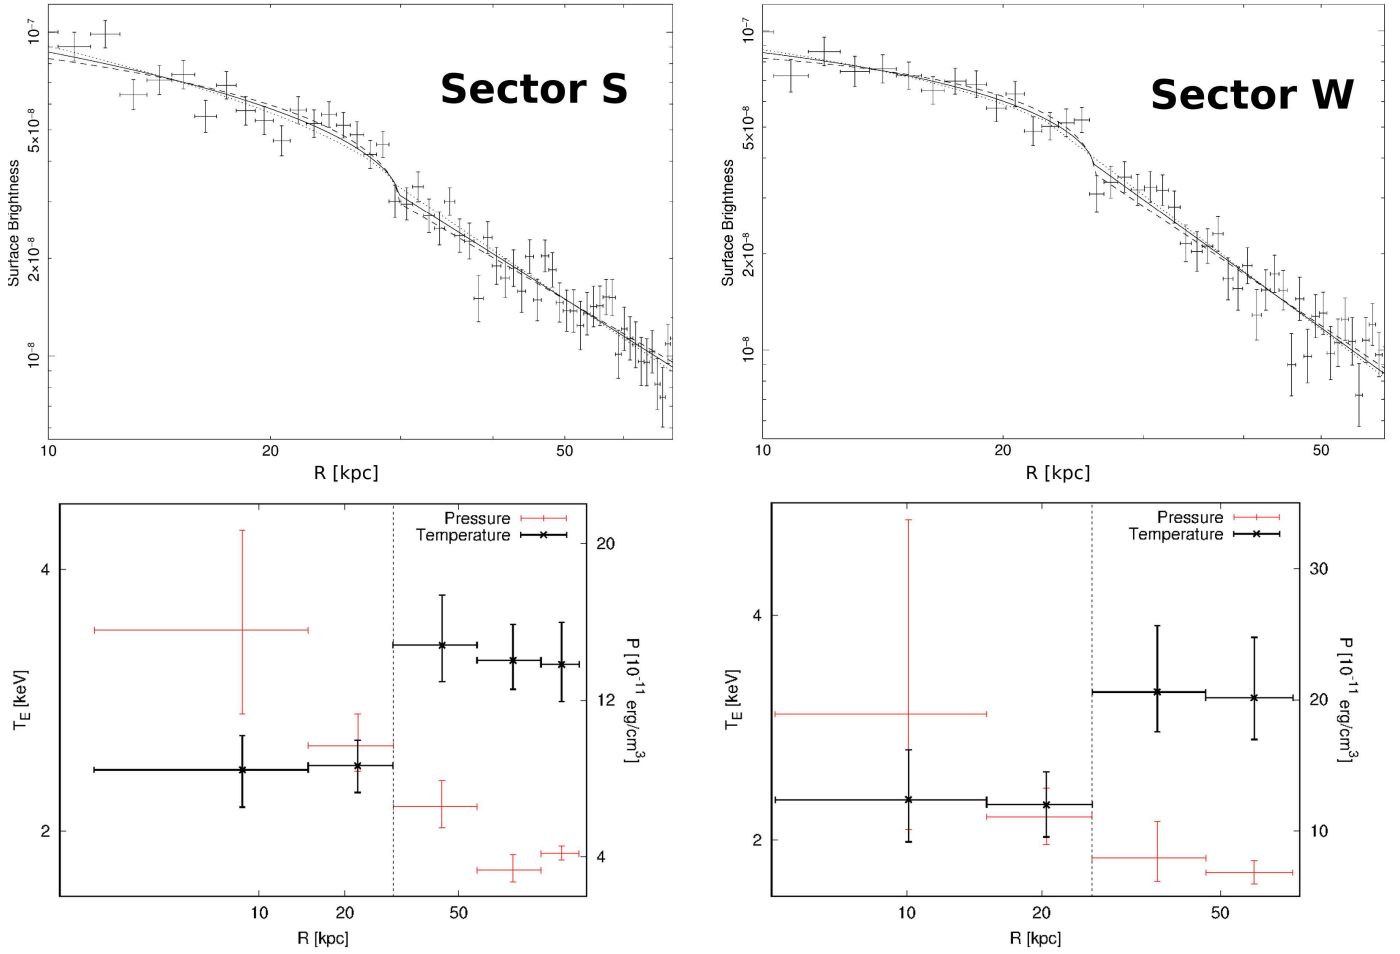 Sector S
10⁻⁷
5×10⁻⁸
2×10⁻⁸
10⁻⁸
Surface Brightness
10 20 50
R [kpc]
Sector W
10⁻⁷
5×10⁻⁸
2×10⁻⁸
10⁻⁸
Surface Brightness
10 20 50
R [kpc]
Pressure
Temperature
4
2
T_E [keV]
20
12
4
P [10⁻¹¹ erg/cm³]
10 20 50
R [kpc]
Pressure
Temperature
4
2
T_E [keV]
30
20
10
P [10⁻¹¹ erg/cm³]
10 20 50
R [kpc]